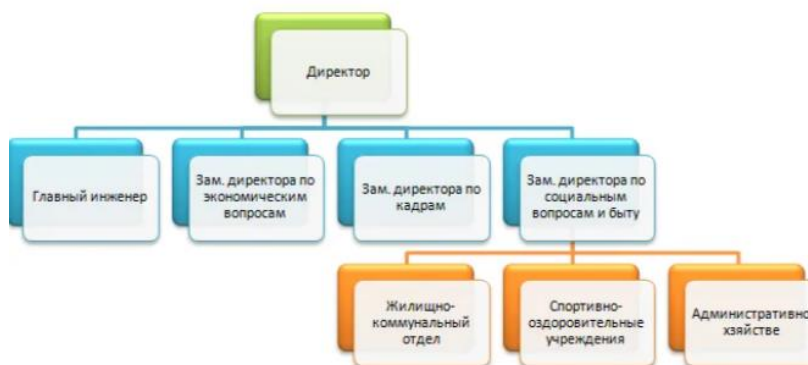 Директор
Главный инженер
Зам. директора по
экономическим
вопросам
Зам. директора по
кадрам
Зам. директора по
социальным
вопросам и быту
Жилищно-
коммунальный
отдел
Спортивно-
оздоровительные
учреждения
Административно
хзяйстве